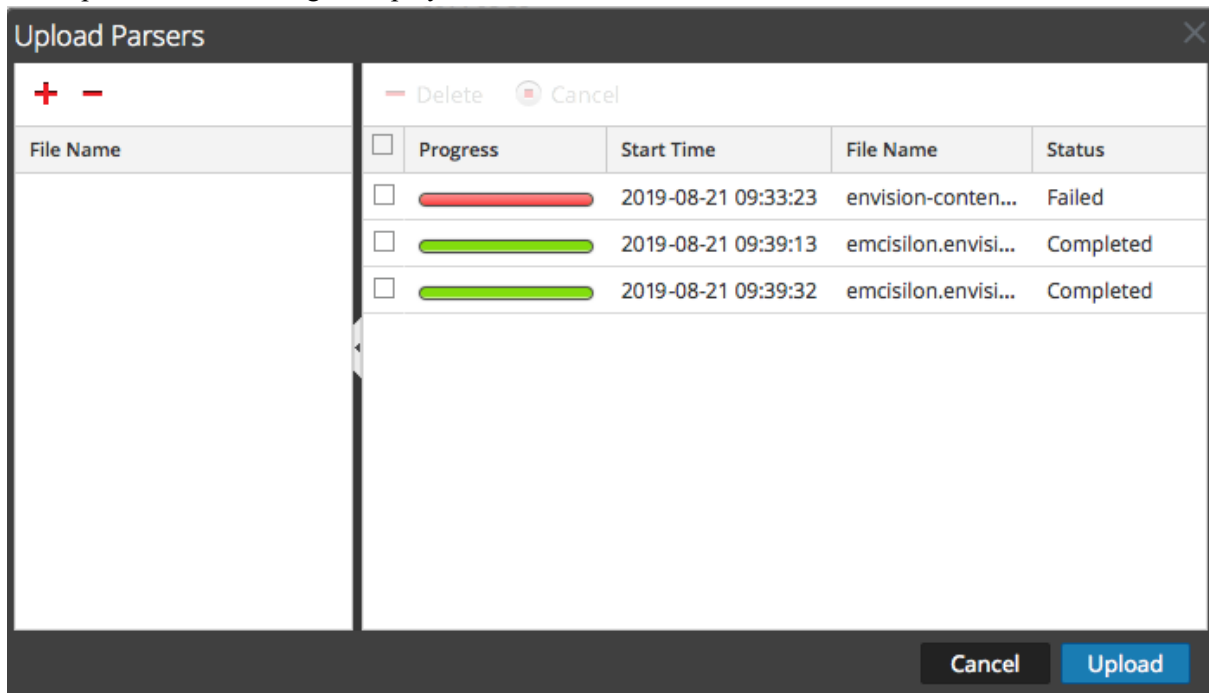 Upload Parsers
+ -
Delete Cancel
File Name
Progress Start Time File Name Status
2019-08-21 09:33:23 envision-conten... Failed
2019-08-21 09:39:13 emcisilon.envisi... Completed
2019-08-21 09:39:32 emcisilon.envisi... Completed
Cancel Upload